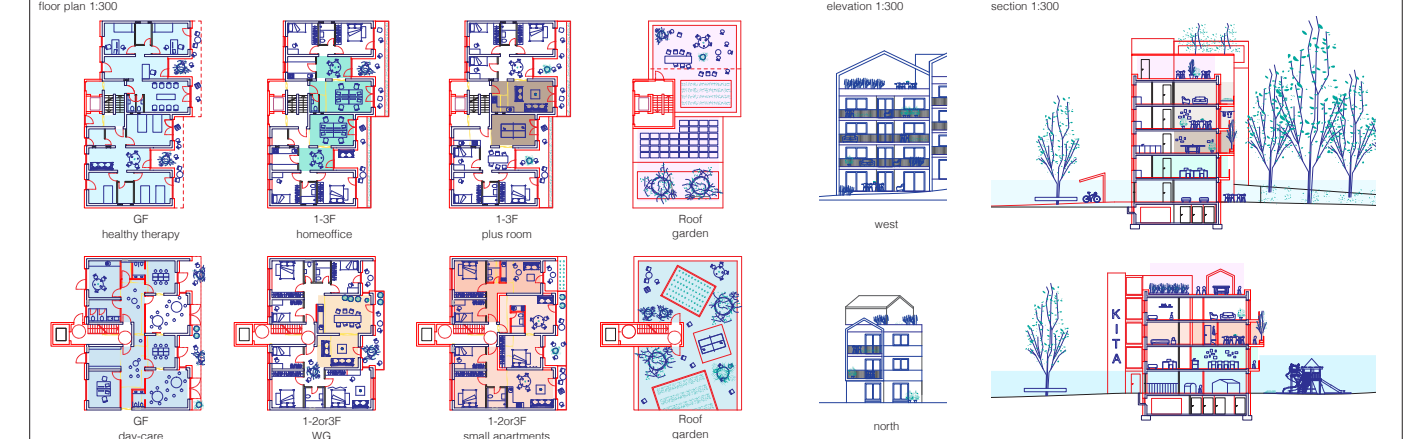 floor plan 1:300
elevation 1:300
section 1:300
GF
healthy therapy
1-3F
homeoffice
1-3F
plus room
Roof
garden
west
KITA
GF
day-care
1-2or3F
WG
1-2or3F
small apartments
Roof
garden
north